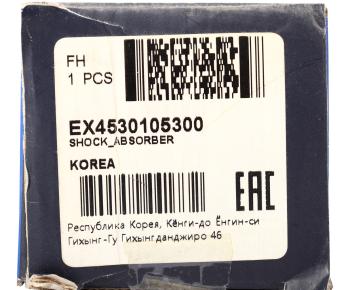 FH
1 PCS
EX4530105300
SHOCK_ABSORBER
KOREA
EAC
Республика Корея, Кёнги-до Ёнгин-си
Гихынг-Гу Гихынгданджиро 46